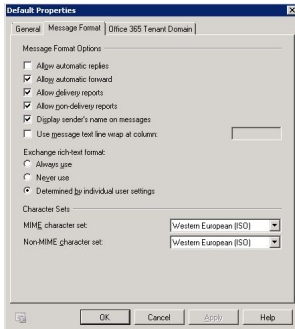 Default Properties
General Message Format Office 365 Tenant Domain
Message Format Options
Allow automatic replies
Allow automatic forward
Allow delivery reports
Allow non-delivery reports
Display sender's name on messages
Use message text line wrap at column:
Exchange rich-text format:
Always use
Never use
Determined by individual user settings
Character Sets
MIME character set: Western European (ISO)
Non-MIME character set: Western European (ISO)
OK Cancel Apply Help